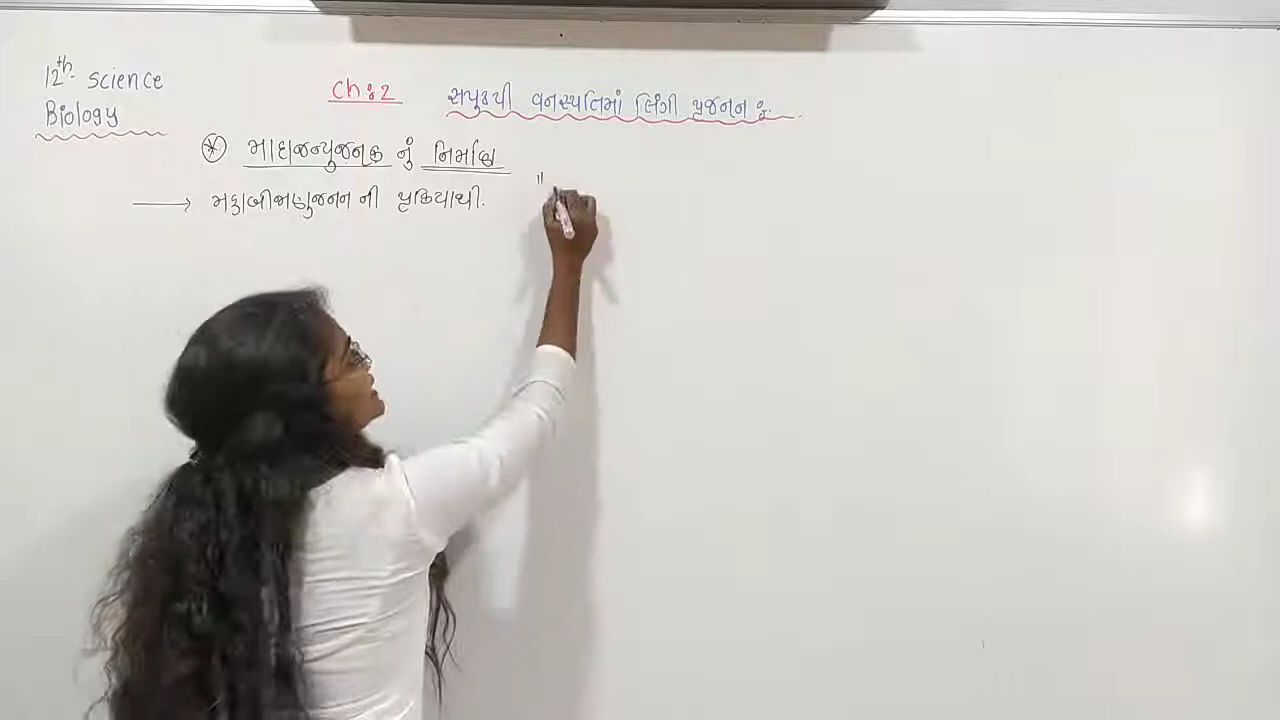 12th science
Biology
Ch:2 સપુષ્પી વનસ્પતિમાં લિંગી પ્રજનન :
* માદાજન્યુજનક નું નિર્માણ
→ મહાબીજાણુજનન ની પ્રક્રિયાથી.
"